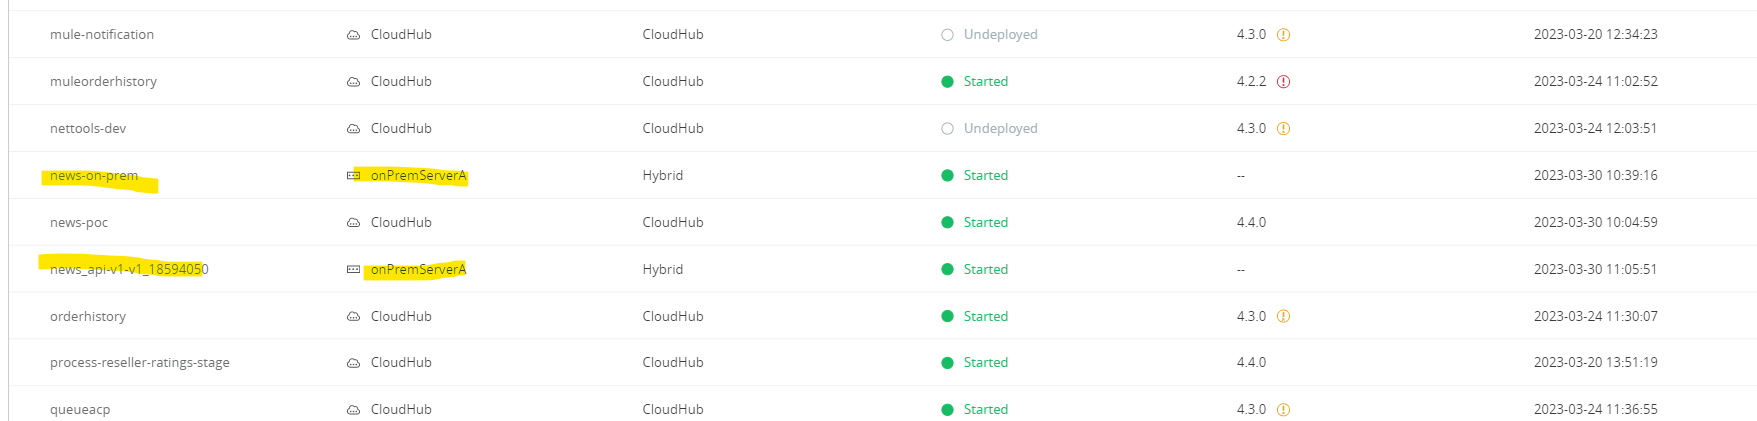 mule-notification CloudHub CloudHub Undeployed 4.3.0 2023-03-20 12:34:23
muleorderhistory CloudHub CloudHub Started 4.2.2 2023-03-24 11:02:52
nettools-dev CloudHub CloudHub Undeployed 4.3.0 2023-03-24 12:03:51
news-on-prem onPremServerA Hybrid Started -- 2023-03-30 10:39:16
news-poc CloudHub CloudHub Started 4.4.0 2023-03-30 10:04:59
news_api-v1-v1_18594050 onPremServerA Hybrid Started -- 2023-03-30 11:05:51
orderhistory CloudHub CloudHub Started 4.3.0 2023-03-24 11:30:07
process-reseller-ratings-stage CloudHub CloudHub Started 4.4.0 2023-03-20 13:51:19
queueacp CloudHub CloudHub Started 4.3.0 2023-03-24 11:36:55